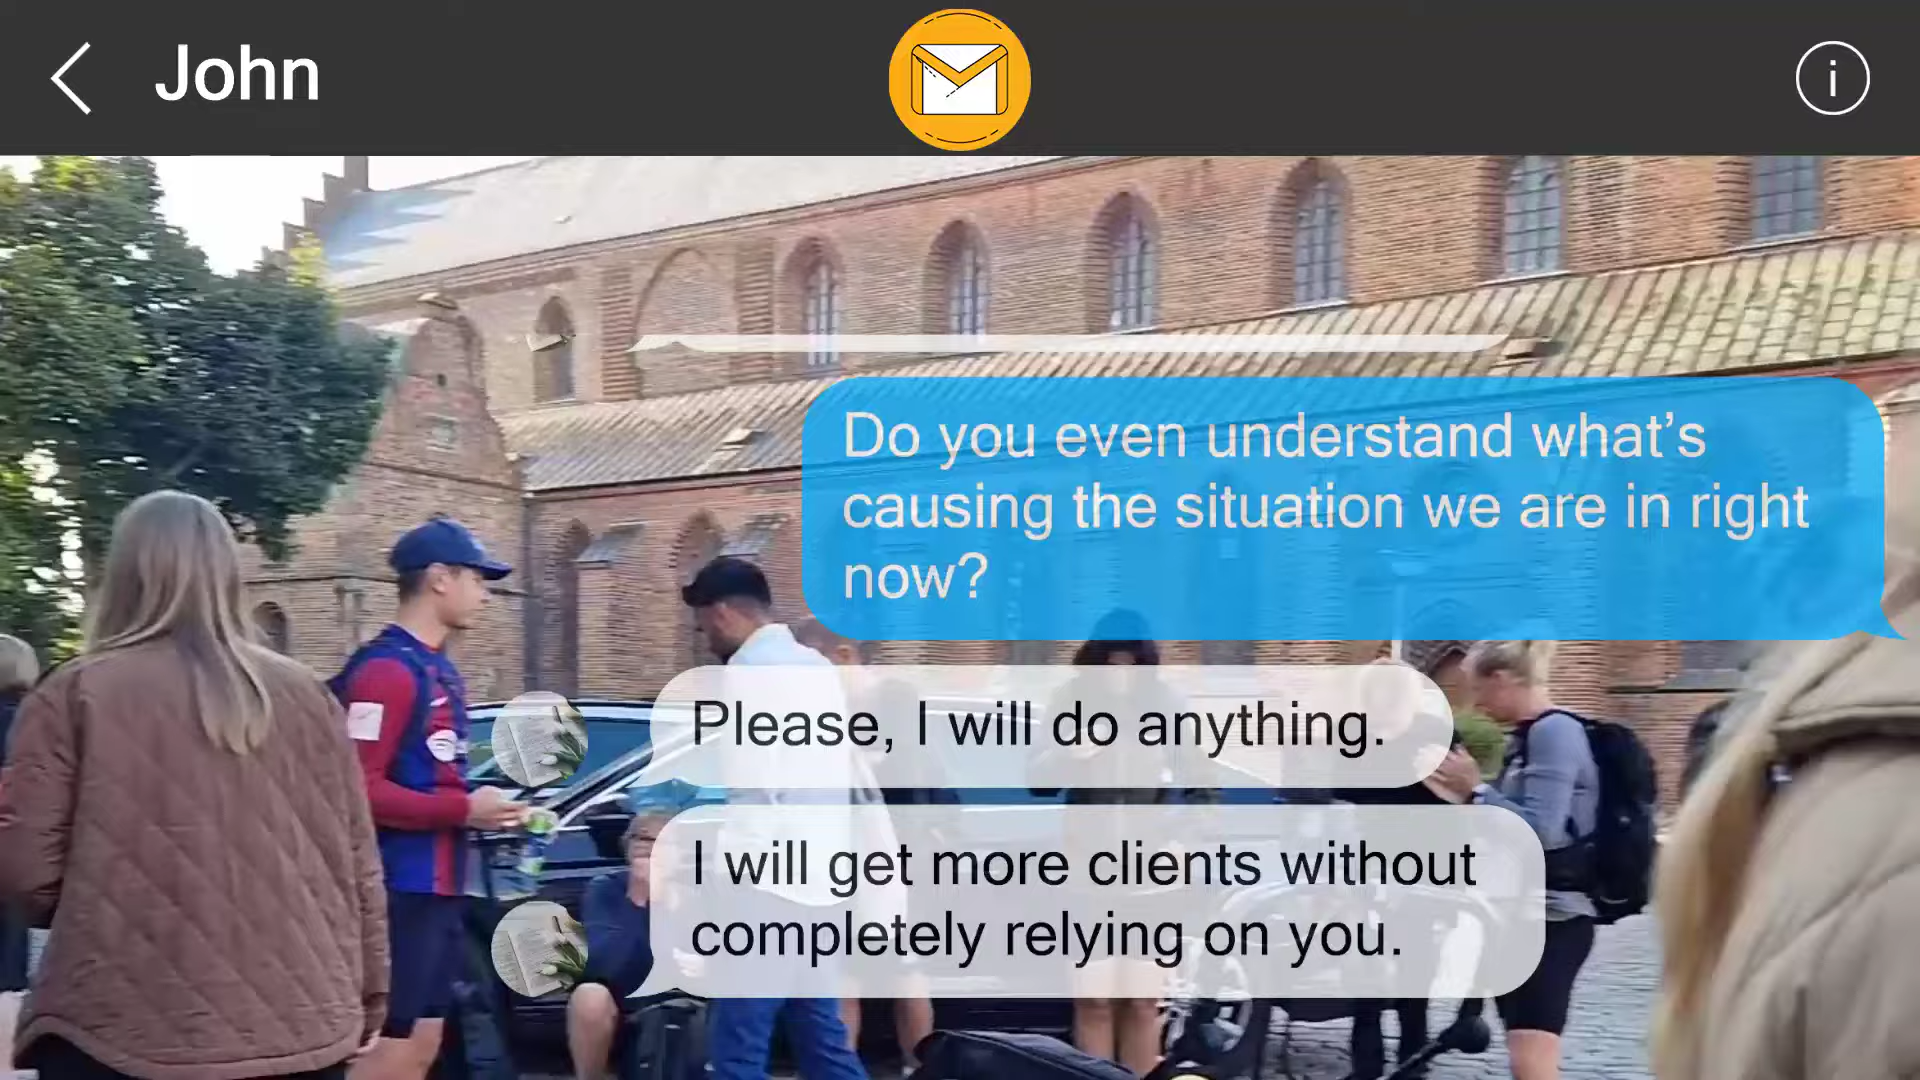 John
Do you even understand what’s
causing the situation we are in right
now?
Please, I will do anything.
I will get more clients without
completely relying on you.